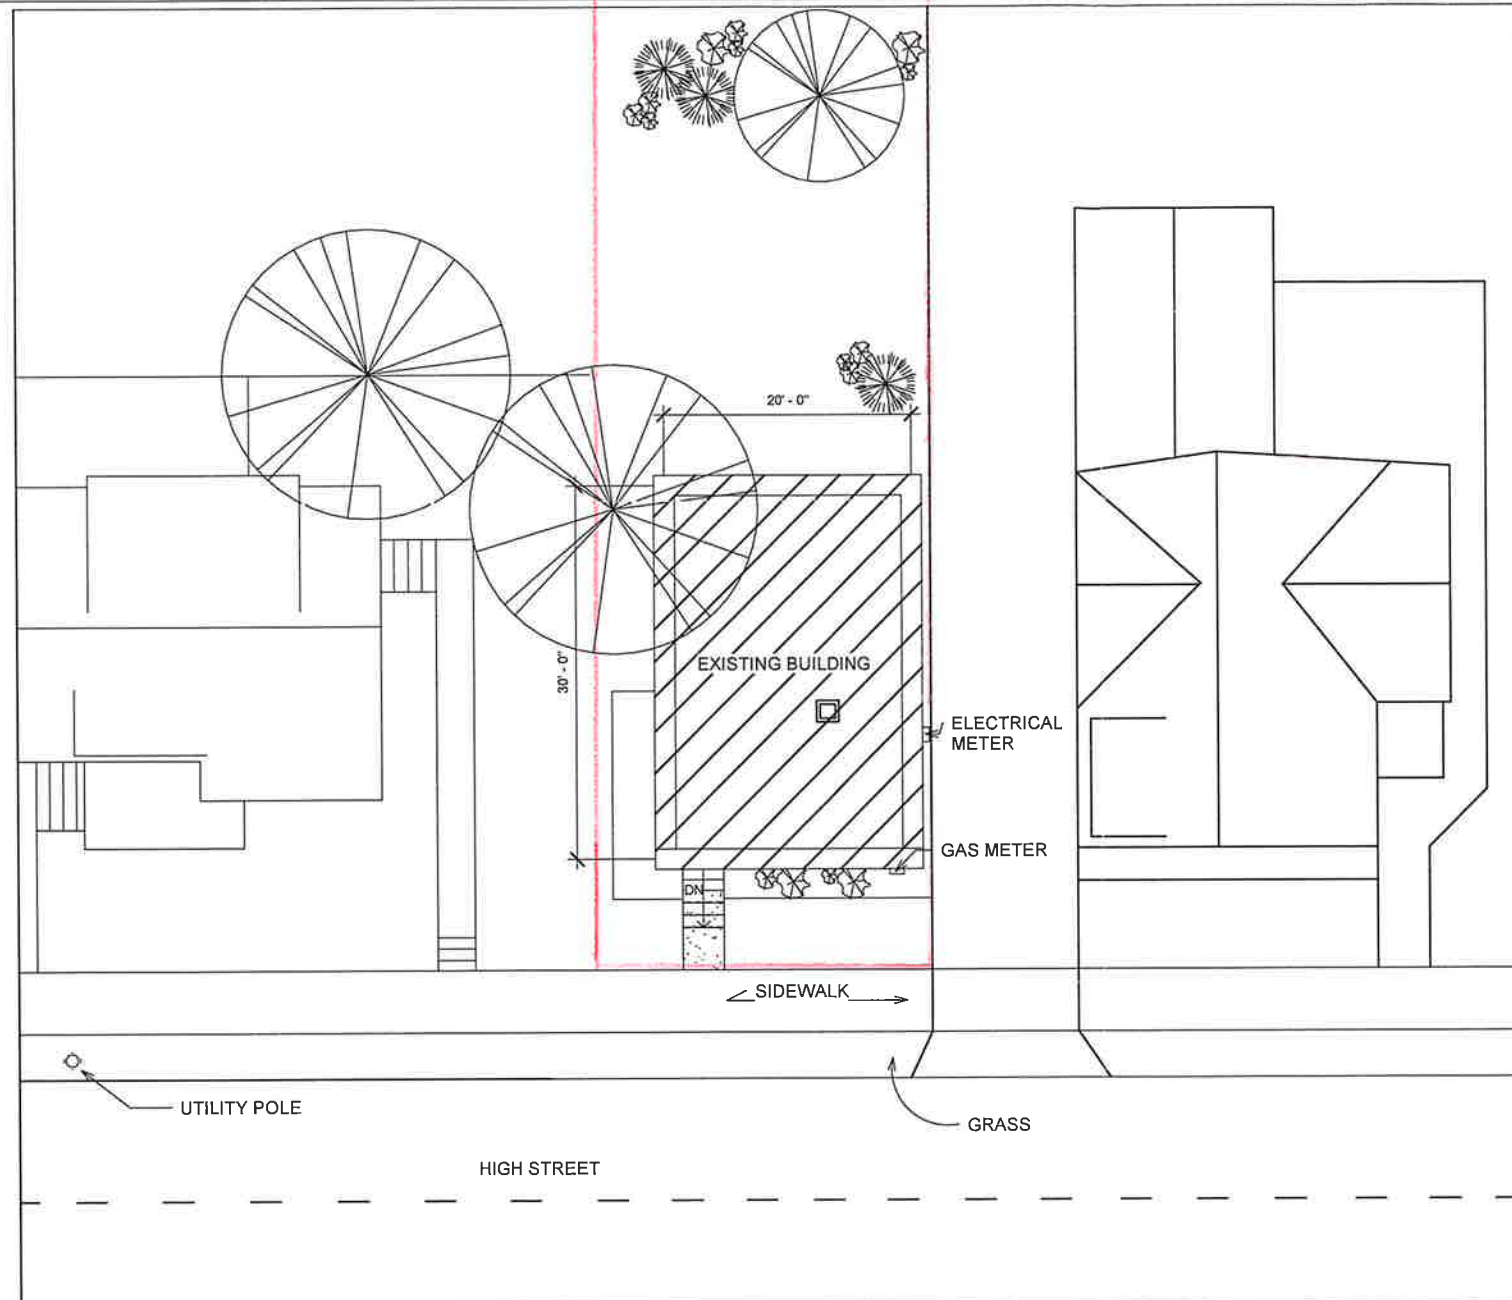 20' - 0"
EXISTING BUILDING
30' - 0"
ELECTRICAL
METER
GAS METER
DN
SIDEWALK
UTILITY POLE
GRASS
HIGH STREET